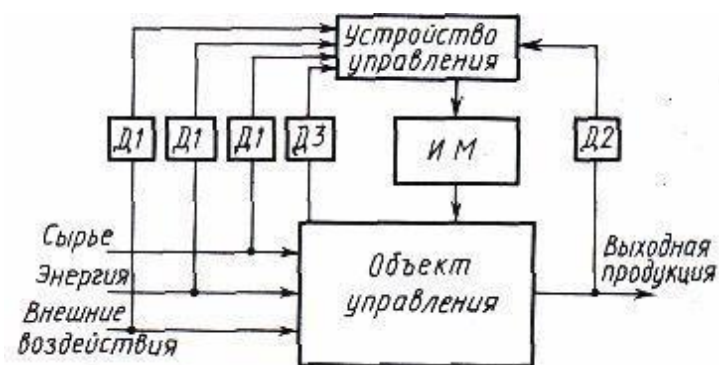 Устройство
управления
Д1
Д1
Д1
Д3
И М
Д2
Сырье
Энергия
Внешние
воздействия
Объект
управления
Выходная
продукция